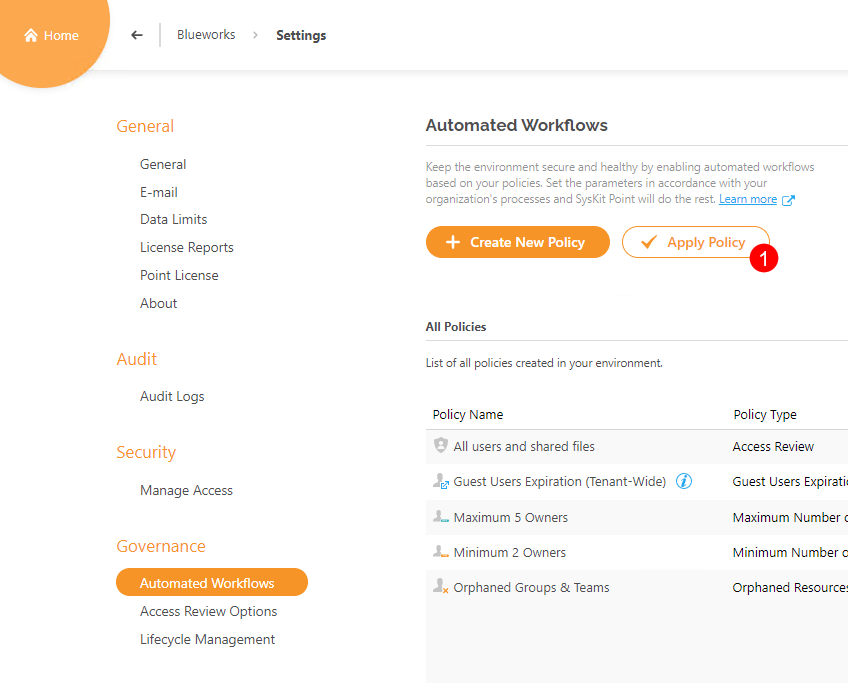 Home
Blueworks
Settings
General
General
E-mail
Data Limits
License Reports
Point License
About
Audit
Audit Logs
Security
Manage Access
Governance
Automated Workflows
Access Review Options
Lifecycle Management
Automated Workflows
Keep the environment secure and healthy by enabling automated workflows
based on your policies. Set the parameters in accordance with your
organization's processes and SysKit Point will do the rest. Learn more
Create New Policy
Apply Policy
1
All Policies
List of all policies created in your environment.
Policy Name Policy Type
All users and shared files Access Review
Guest Users Expiration (Tenant-Wide) i Guest Users Expirati
Maximum 5 Owners Maximum Number
Minimum 2 Owners Minimum Number
Orphaned Groups & Teams Orphaned Resources